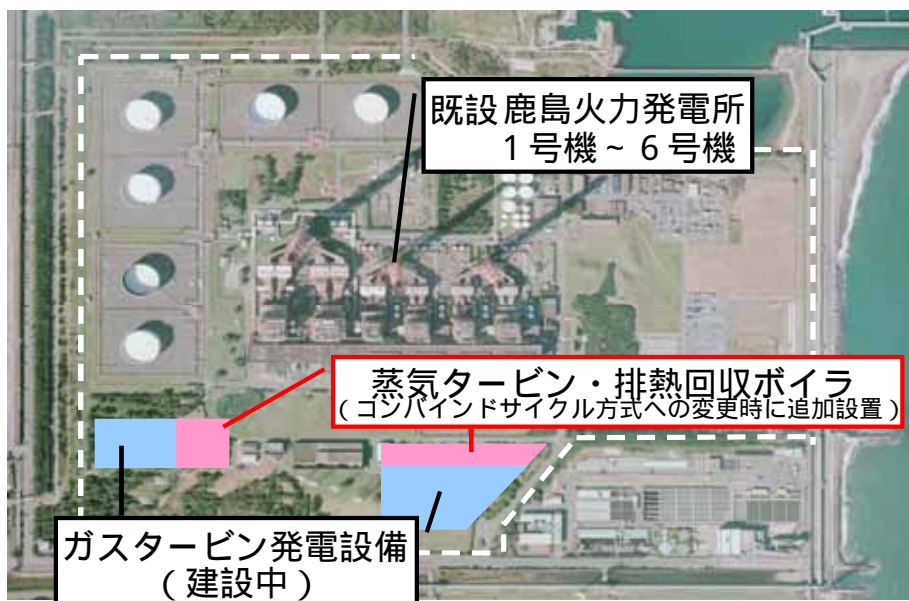 既設 鹿島火力発電所
1号機~6号機
蒸気タービン・排熱回収ボイラ
(コンバインドサイクル方式への変更時に追加設置)
ガスタービン発電設備
(建設中)